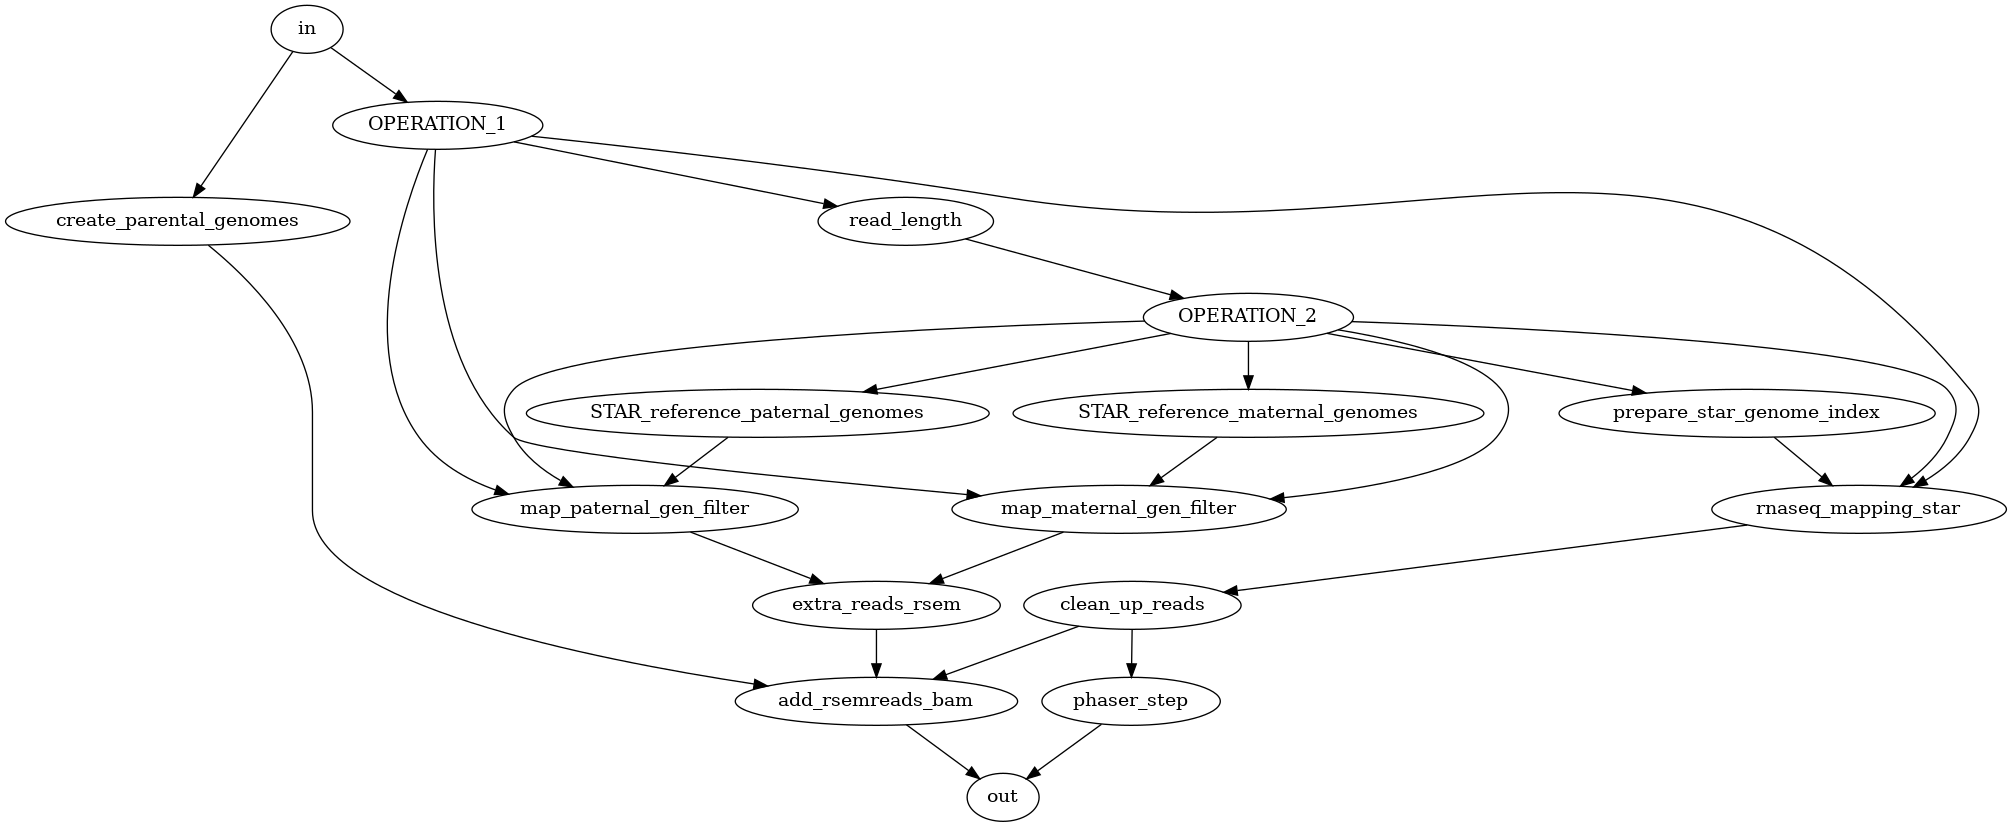 in
OPERATION_1
create_parental_genomes
read_length
OPERATION_2
STAR_reference_paternal_genomes
STAR_reference_maternal_genomes
prepare_star_genome_index
map_paternal_gen_filter
map_maternal_gen_filter
rnaseq_mapping_star
extra_reads_rsem
clean_up_reads
add_rsemreads_bam
phaser_step
out